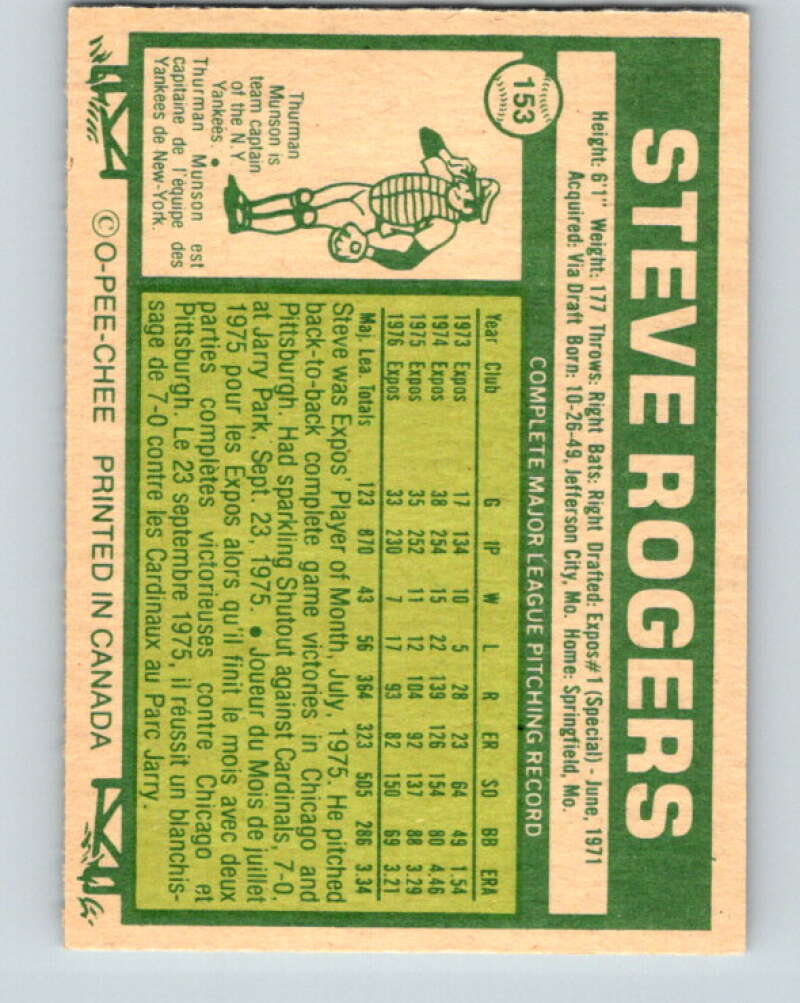 153
STEVE ROGERS
Height: 6'1" Weight: 177 Throws: Right Bats: Right Drafted: Expos#1 (Special) - June, 1971
Acquired: Via Draft Born: 10-26-49, Jefferson City, Mo. Home: Springfield, Mo.
COMPLETE MAJOR LEAGUE PITCHING RECORD
Year Club G IP W L R ER SO BB ERA
1973 Expos 17 134 10 5 28 23 64 49 1.54
1974 Expos 38 254 15 22 139 126 154 80 4.46
1975 Expos 35 252 11 12 104 92 137 88 3.29
1976 Expos 33 230 7 17 93 82 150 69 3.21
Maj. Lea. Totals 123 870 43 56 364 323 505 286 3.34
Steve was Expos' Player of Month, July, 1975. He pitched
back-to-back complete game victories in Chicago and
Pittsburgh. Had sparkling Shutout against Cardinals, 7-0,
at Jarry Park, Sept. 23, 1975. • Joueur du Mois de juillet
1975 pour les Expos alors qu'il finit le mois avec deux
parties complètes victorieuses contre Chicago et
Pittsburgh. Le 23 septembre 1975, il réussit un blanchis-
sage de 7-0 contre les Cardinaux au Parc Jarry.
Thurman
Munson is
team captain
of the N.Y.
Yankees. •
Thurman Munson est
capitaine de l'équipe des
Yankees de New-York.
©O-PEE-CHEE PRINTED IN CANADA